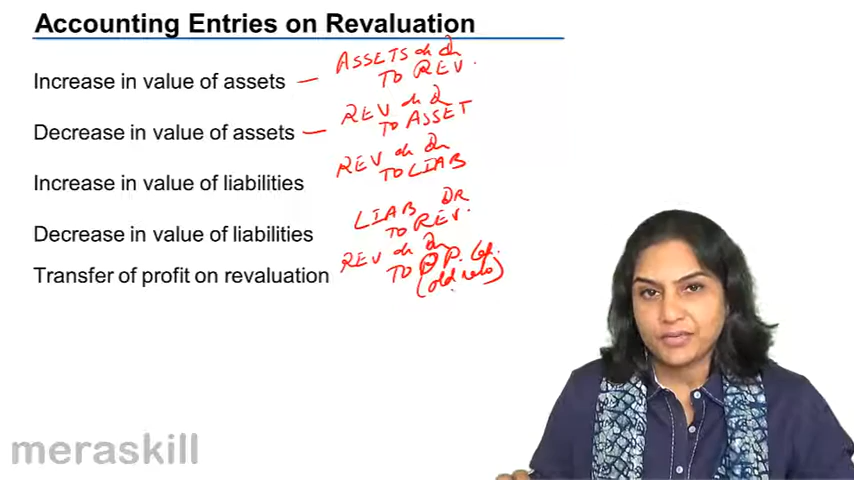 Accounting Entries on Revaluation
Increase in value of assets — ASSETS a/c Dr
TO REV.
Decrease in value of assets — REV a/c Dr
TO ASSET
Increase in value of liabilities REV a/c Dr
TO LIAB
Decrease in value of liabilities LIAB DR
TO REV.
Transfer of profit on revaluation REV a/c Dr
TO P.P.
(old ratio)
meraskill